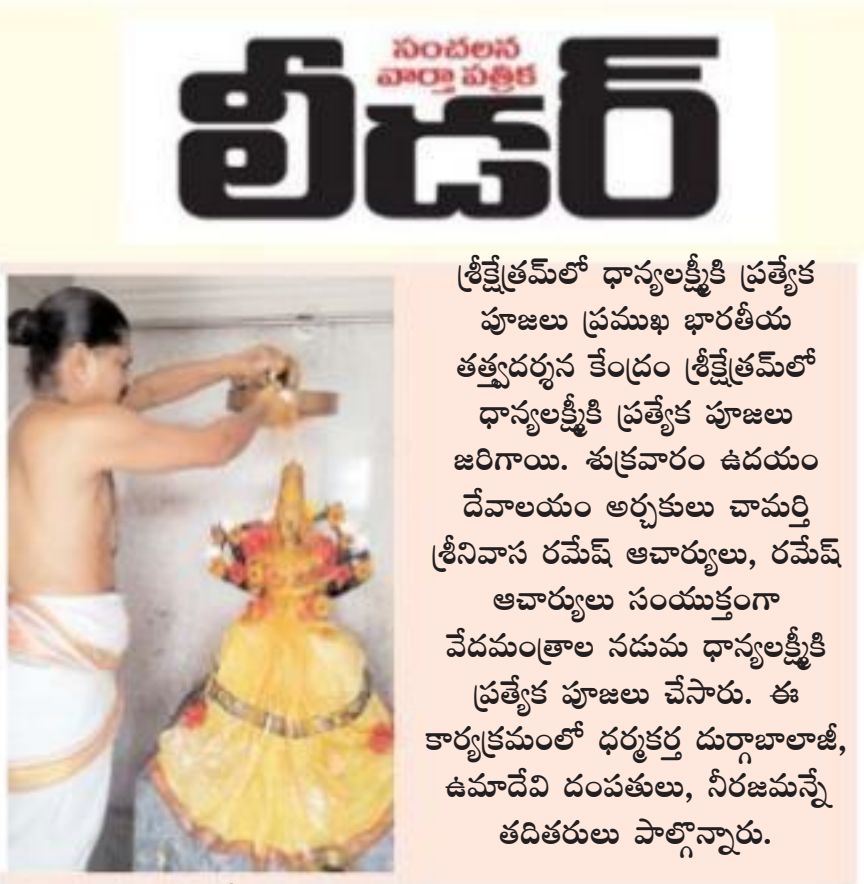 సంచలన
వార్తా పత్రిక
లీడర్
శ్రీక్షేత్రమ్‌లో ధాన్యలక్ష్మీకి ప్రత్యేక
పూజలు ప్రముఖ భారతీయ
తత్త్వదర్శన కేంద్రం శ్రీక్షేత్రమ్‌లో
ధాన్యలక్ష్మీకి ప్రత్యేక పూజలు
జరిగాయి. శుక్రవారం ఉదయం
దేవాలయం అర్చకులు చామర్తి
శ్రీనివాస రమేష్ ఆచార్యులు, రమేష్
ఆచార్యులు సంయుక్తంగా
వేదమంత్రాల నడుమ ధాన్యలక్ష్మీకి
ప్రత్యేక పూజలు చేసారు. ఈ
కార్యక్రమంలో ధర్మకర్త దుర్గాబాలాజీ,
ఉమాదేవి దంపతులు, నీరజమన్నే
తదితరులు పాల్గొన్నారు.